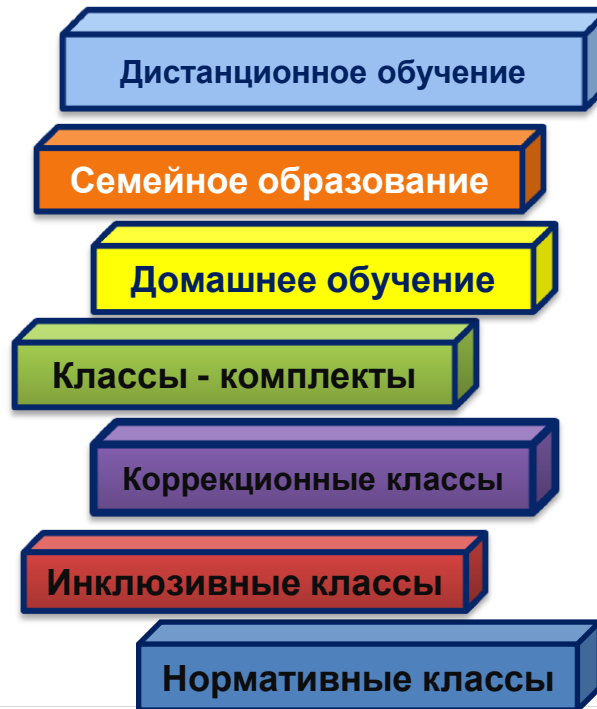 Дистанционное обучение
Семейное образование
Домашнее обучение
Классы - комплекты
Коррекционные классы
Инклюзивные классы
Нормативные классы